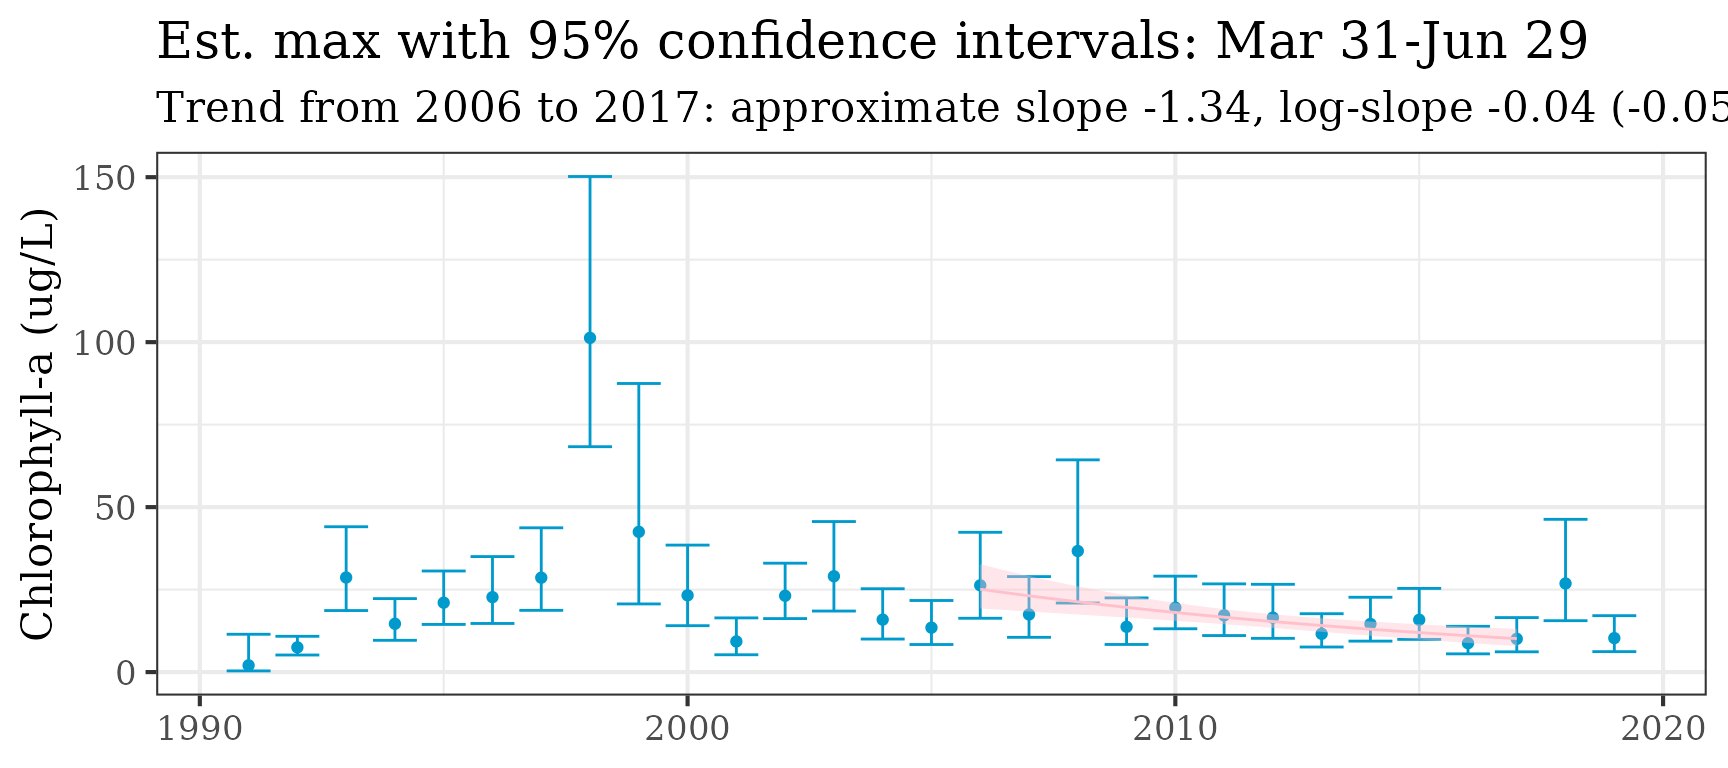 Est. max with 95% confidence intervals: Mar 31-Jun 29
Trend from 2006 to 2017: approximate slope -1.34, log-slope -0.04 (-0.05
Chlorophyll-a (ug/L)
150
100
50
0
1990 2000 2010 2020